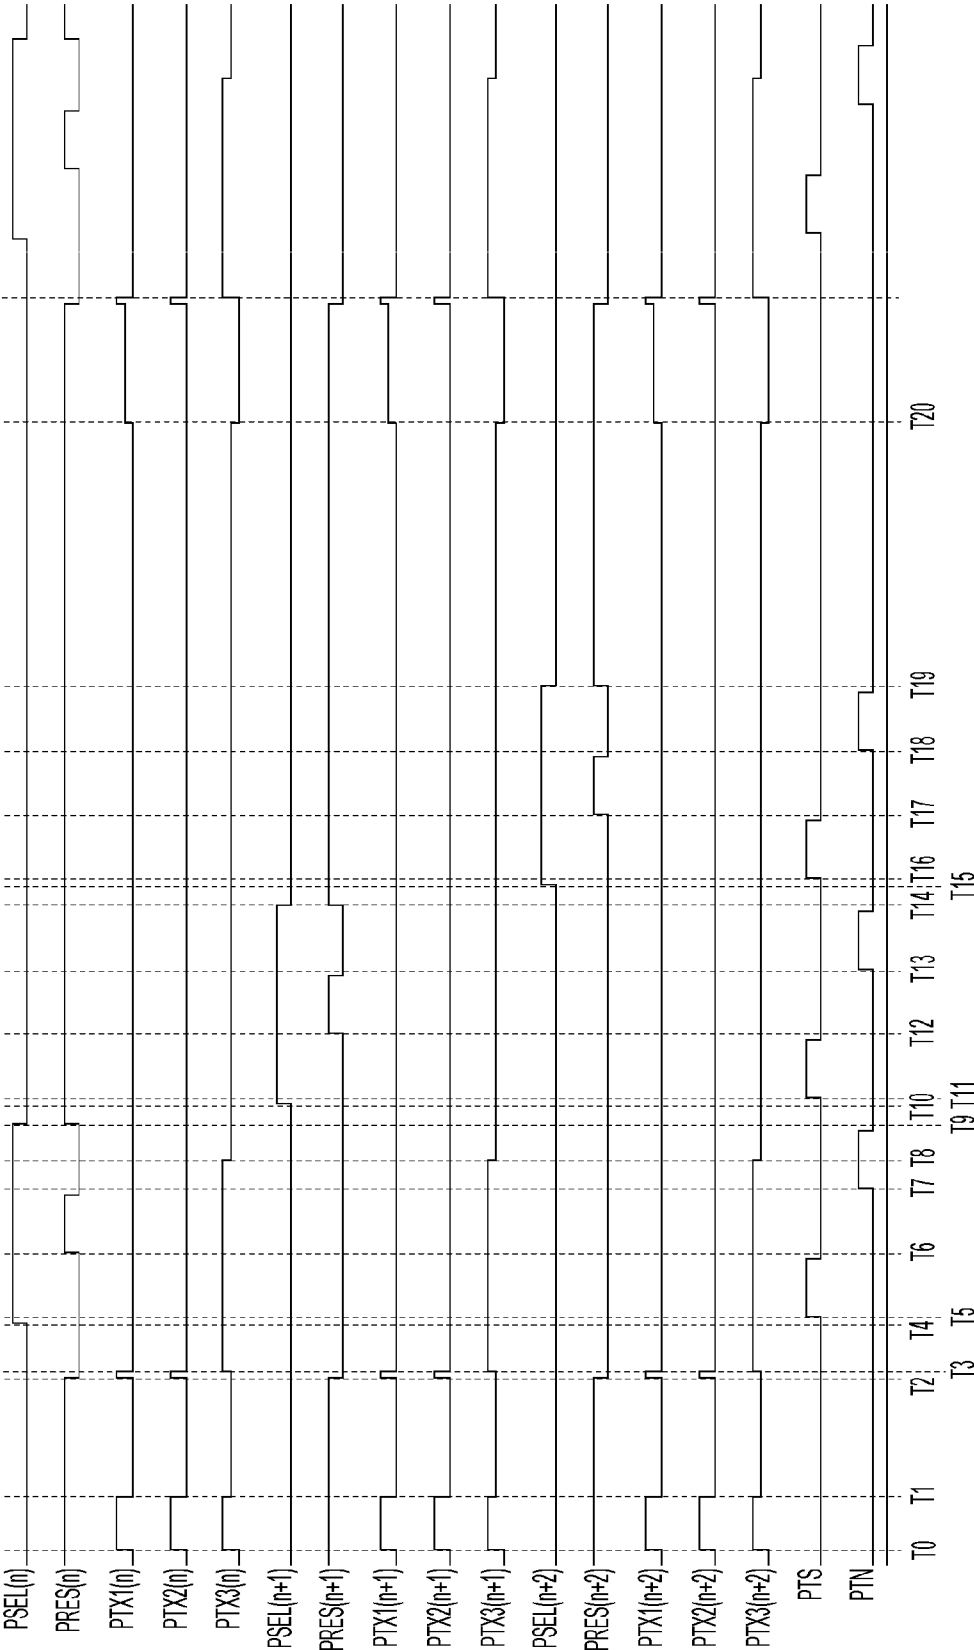 PSEL(n)
PRES(n)
PTX1(n)
PTX2(n)
PTX3(n)
PSEL(n+1)
PRES(n+1)
PTX1(n+1)
PTX2(n+1)
PTX3(n+1)
PSEL(n+2)
PRES(n+2)
PTX1(n+2)
PTX2(n+2)
PTX3(n+2)
PTS
PTN
T0
T1
T2
T3
T4
T5
T6
T7
T8
T9
T10
T11
T12
T13
T14
T15
T16
T17
T18
T19
T20